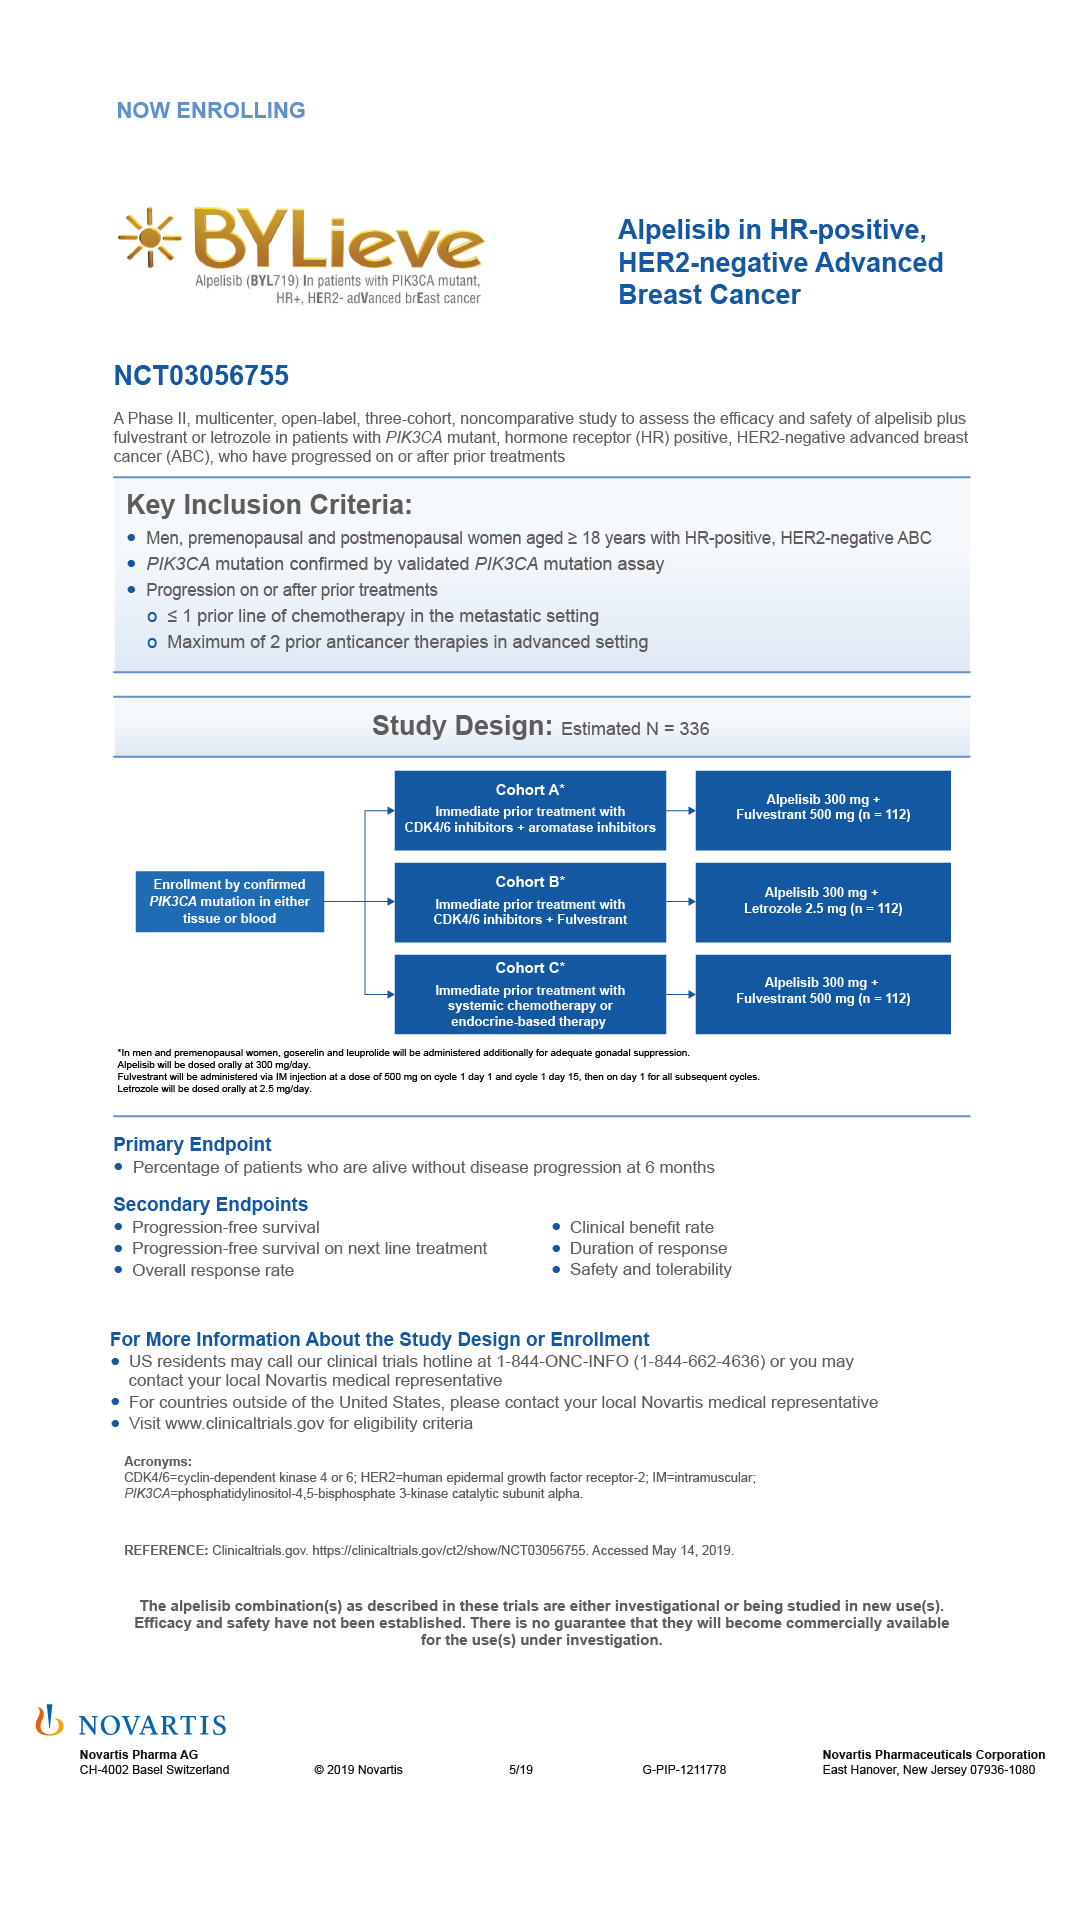 NOW ENROLLING
BYLieve
Alpelisib (BYL719) In patients with PIK3CA mutant,
HR+, HER2- adVanced brEast cancer
Alpelisib in HR-positive,
HER2-negative Advanced
Breast Cancer
NCT03056755
A Phase II, multicenter, open-label, three-cohort, noncomparative study to assess the efficacy and safety of alpelisib plus
fulvestrant or letrozole in patients with PIK3CA mutant, hormone receptor (HR) positive, HER2-negative advanced breast
cancer (ABC), who have progressed on or after prior treatments
Key Inclusion Criteria:
• Men, premenopausal and postmenopausal women aged ≥ 18 years with HR-positive, HER2-negative ABC
• PIK3CA mutation confirmed by validated PIK3CA mutation assay
• Progression on or after prior treatments
o ≤ 1 prior line of chemotherapy in the metastatic setting
o Maximum of 2 prior anticancer therapies in advanced setting
Study Design: Estimated N = 336
Enrollment by confirmed
PIK3CA mutation in either
tissue or blood
Cohort A*
Immediate prior treatment with
CDK4/6 inhibitors + aromatase inhibitors
Alpelisib 300 mg +
Fulvestrant 500 mg (n = 112)
Cohort B*
Immediate prior treatment with
CDK4/6 inhibitors + Fulvestrant
Alpelisib 300 mg +
Letrozole 2.5 mg (n = 112)
Cohort C*
Immediate prior treatment with
systemic chemotherapy or
endocrine-based therapy
Alpelisib 300 mg +
Fulvestrant 500 mg (n = 112)
*In men and premenopausal women, goserelin and leuprolide will be administered additionally for adequate gonadal suppression.
Alpelisib will be dosed orally at 300 mg/day.
Fulvestrant will be administered via IM injection at a dose of 500 mg on cycle 1 day 1 and cycle 1 day 15, then on day 1 for all subsequent cycles.
Letrozole will be dosed orally at 2.5 mg/day.
Primary Endpoint
• Percentage of patients who are alive without disease progression at 6 months
Secondary Endpoints
• Progression-free survival
• Progression-free survival on next line treatment
• Overall response rate
• Clinical benefit rate
• Duration of response
• Safety and tolerability
For More Information About the Study Design or Enrollment
• US residents may call our clinical trials hotline at 1-844-ONC-INFO (1-844-662-4636) or you may
contact your local Novartis medical representative
• For countries outside of the United States, please contact your local Novartis medical representative
• Visit www.clinicaltrials.gov for eligibility criteria
Acronyms:
CDK4/6=cyclin-dependent kinase 4 or 6; HER2=human epidermal growth factor receptor-2; IM=intramuscular;
PIK3CA=phosphatidylinositol-4,5-bisphosphate 3-kinase catalytic subunit alpha.
REFERENCE: Clinicaltrials.gov. https://clinicaltrials.gov/ct2/show/NCT03056755. Accessed May 14, 2019.
The alpelisib combination(s) as described in these trials are either investigational or being studied in new use(s).
Efficacy and safety have not been established. There is no guarantee that they will become commercially available
for the use(s) under investigation.
NOVARTIS
Novartis Pharma AG
CH-4002 Basel Switzerland
© 2019 Novartis
5/19
G-PIP-1211778
Novartis Pharmaceuticals Corporation
East Hanover, New Jersey 07936-1080